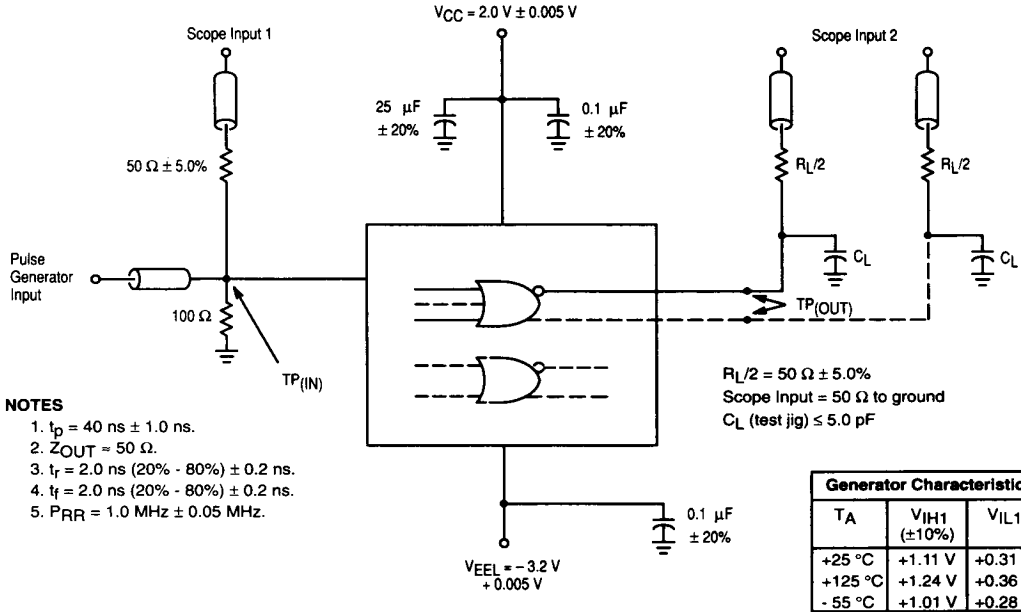 VCC = 2.0 V ± 0.005 V
Scope Input 1
Scope Input 2
25 µF
± 20%
0.1 µF
± 20%
50 Ω ± 5.0%
RL/2
RL/2
CL
CL
Pulse
Generator
Input
100 Ω
TP(IN)
TP(OUT)
RL/2 = 50 Ω ± 5.0%
Scope Input = 50 Ω to ground
CL (test jig) ≤ 5.0 pF
NOTES
1. tp = 40 ns ± 1.0 ns.
2. ZOUT ≈ 50 Ω.
3. tr = 2.0 ns (20% - 80%) ± 0.2 ns.
4. tf = 2.0 ns (20% - 80%) ± 0.2 ns.
5. PRR = 1.0 MHz ± 0.05 MHz.
0.1 µF
± 20%
VEEL = - 3.2 V
+ 0.005 V
Generator Characteristic
TA VIH1 VIL1
(±10%)
+25 °C +1.11 V +0.31
+125 °C +1.24 V +0.36
- 55 °C +1.01 V +0.28